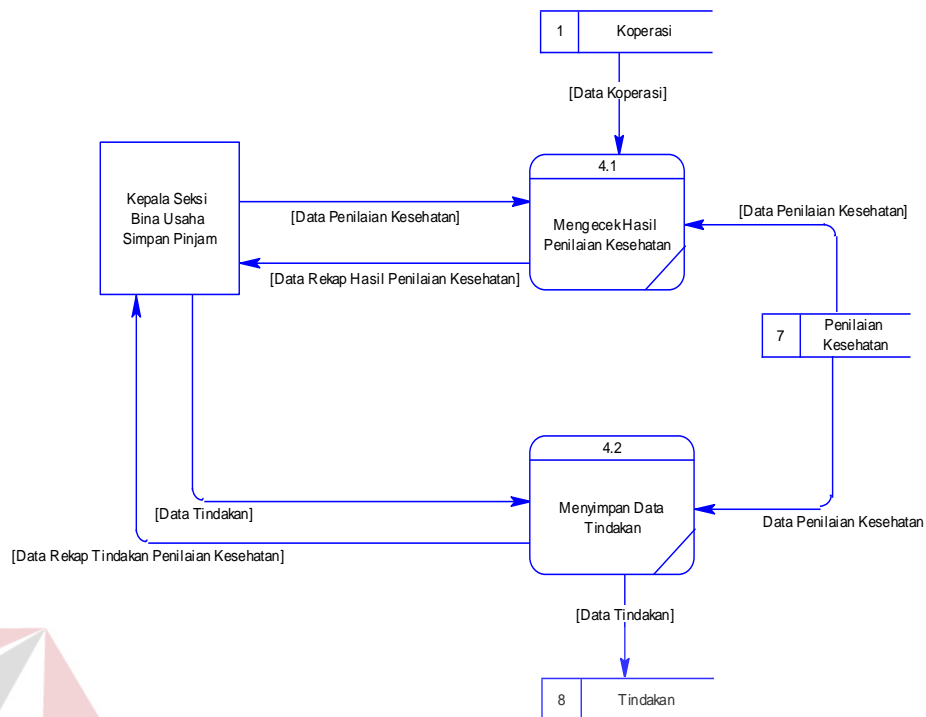 1 Koperasi
[Data Koperasi]
4.1
Kepala Seksi
Bina Usaha
Simpan Pinjam
[Data Penilaian Kesehatan]
Mengecek Hasil
Penilaian Kesehatan
[Data Penilaian Kesehatan]
[Data Rekap Hasil Penilaian Kesehatan]
7
Penilaian
Kesehatan
4.2
[Data Tindakan]
Menyimpan Data
Tindakan
Data Penilaian Kesehatan
[Data Rekap Tindakan Penilaian Kesehatan]
[Data Tindakan]
8 Tindakan